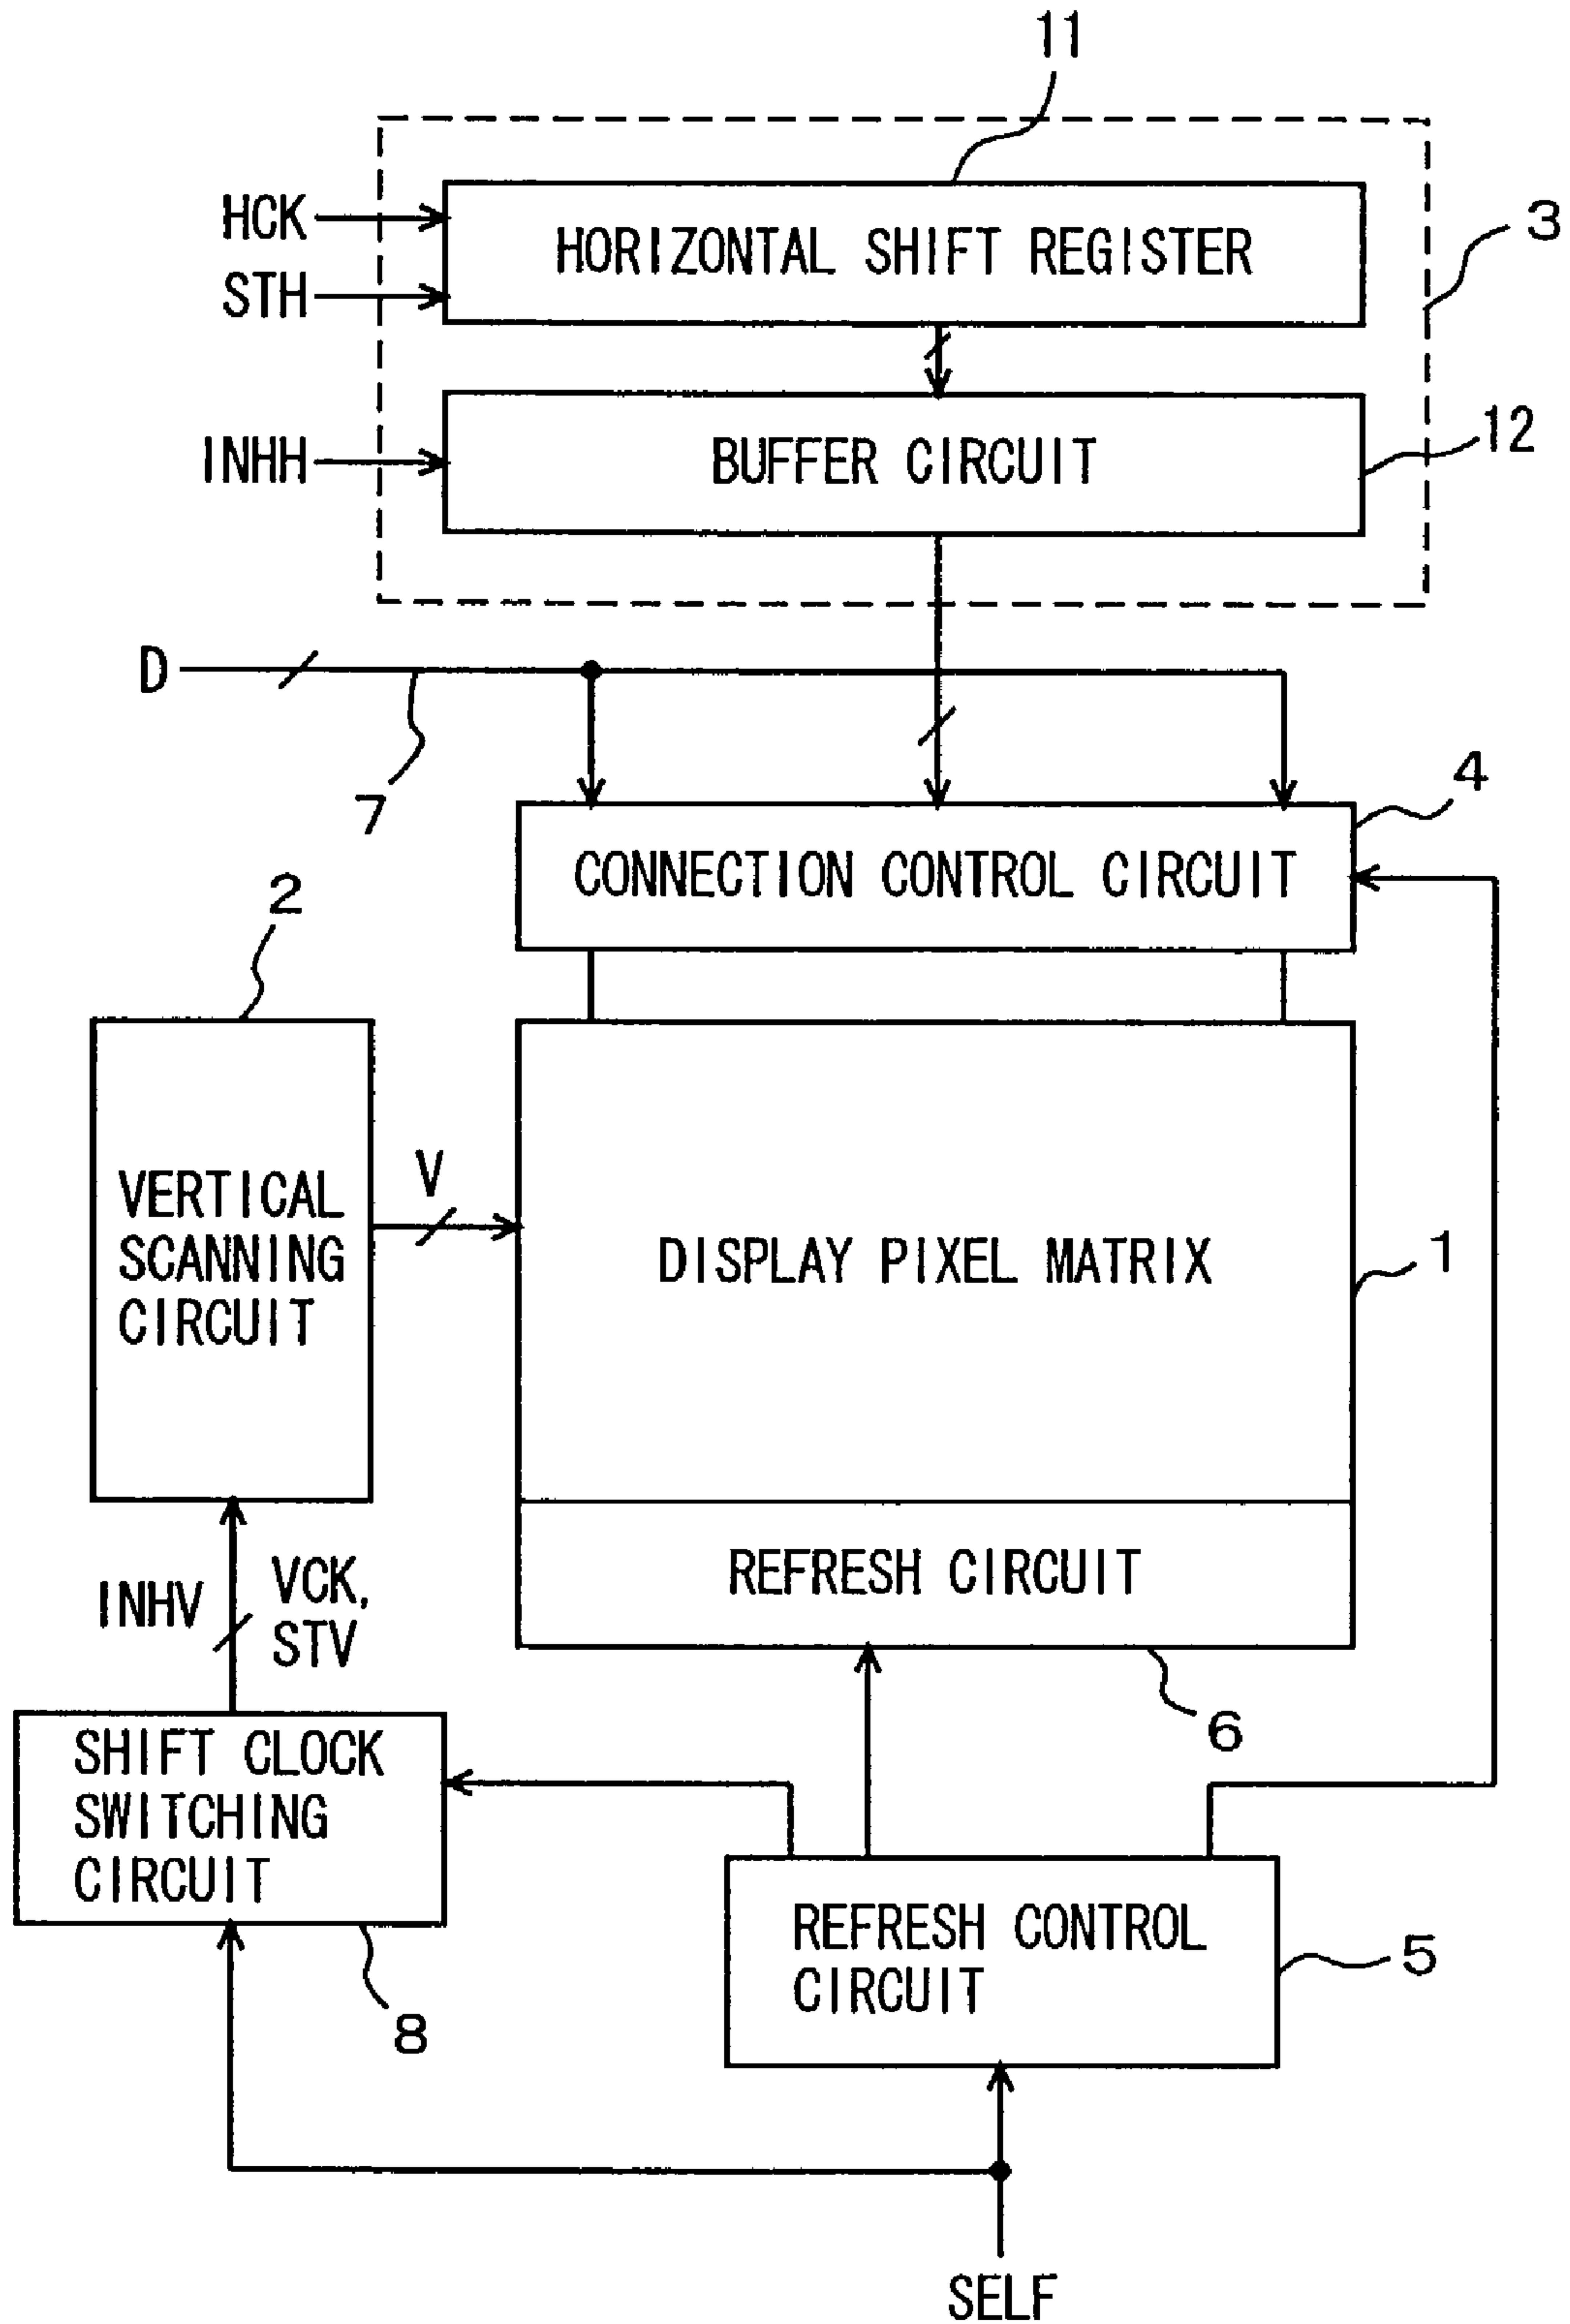 11
HCK
HORIZONTAL SHIFT REGISTER
3
STH
INHH
BUFFER CIRCUIT
12
D
7
4
CONNECTION CONTROL CIRCUIT
2
V
VERTICAL
SCANNING
CIRCUIT
DISPLAY PIXEL MATRIX
1
REFRESH CIRCUIT
INHV
VCK,
STV
6
SHIFT CLOCK
SWITCHING
CIRCUIT
REFRESH CONTROL
CIRCUIT
5
8
SELF